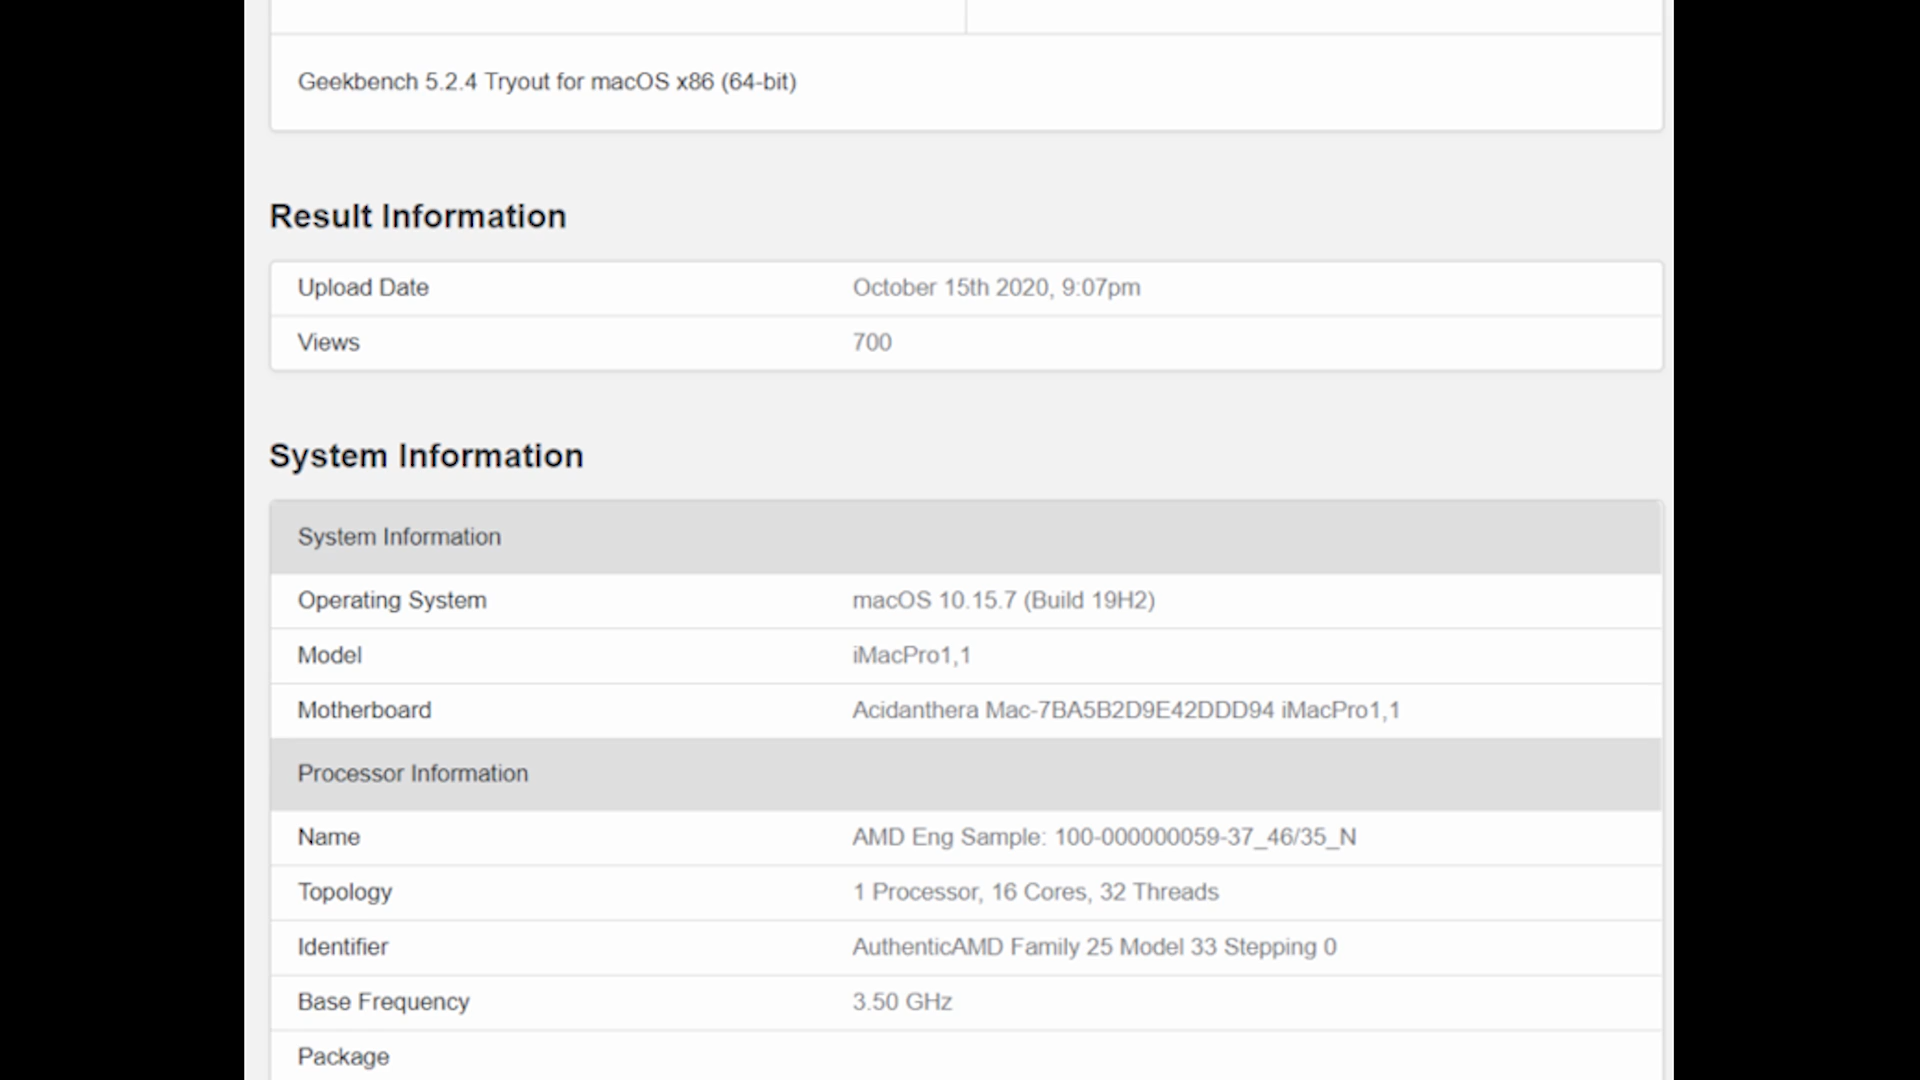 Geekbench 5.2.4 Tryout for macOS x86 (64-bit)
Result Information
Upload Date October 15th 2020, 9:07pm
Views 700
System Information
System Information
Operating System macOS 10.15.7 (Build 19H2)
Model iMacPro1,1
Motherboard Acidanthera Mac-7BA5B2D9E42DDD94 iMacPro1,1
Processor Information
Name AMD Eng Sample: 100-000000059-37_46/35_N
Topology 1 Processor, 16 Cores, 32 Threads
Identifier AuthenticAMD Family 25 Model 33 Stepping 0
Base Frequency 3.50 GHz
Package